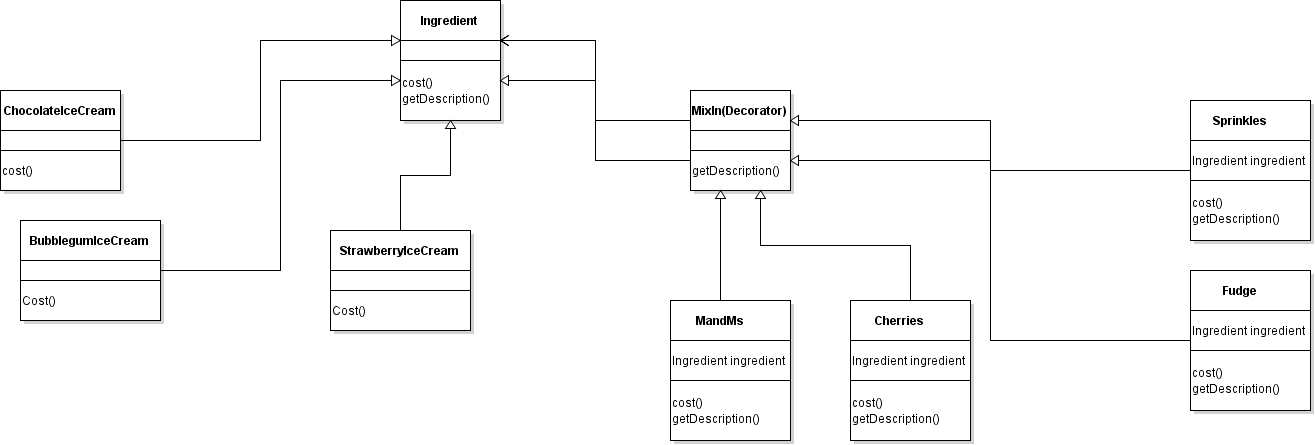 Ingredient
cost()
getDescription()
ChocolateIceCream
cost()
BubblegumIceCream
Cost()
StrawberryIceCream
Cost()
MixIn(Decorator)
getDescription()
MandMs
Ingredient ingredient
cost()
getDescription()
Cherries
Ingredient ingredient
cost()
getDescription()
Sprinkles
Ingredient ingredient
cost()
getDescription()
Fudge
Ingredient ingredient
cost()
getDescription()